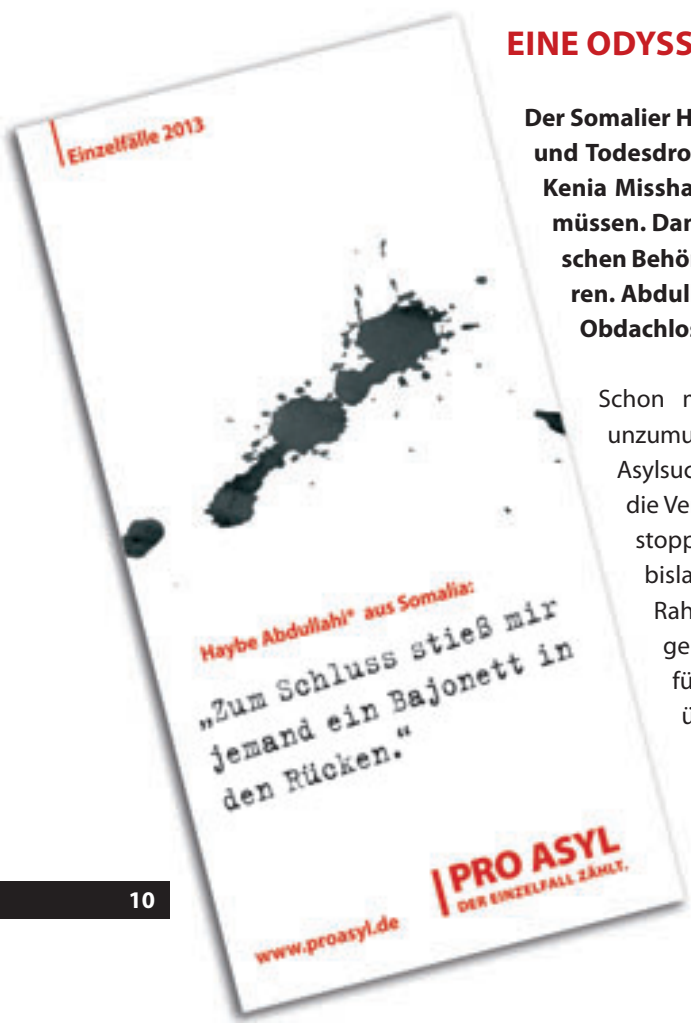 EINE ODYSS
Der Somalier H
und Todesdro
Kenia Missha
müssen. Dar
schen Behö
ren. Abdul
Obdachlos
Schon
unzumu
Asylsuc
die Ve
stopp
bisla
Rah
ge
fü
Einzelfälle 2013
Haybe Abdullahi* aus Somalia:
„Zum Schluss stieß mir
jemand ein Bajonett in
den Rücken.“
PRO ASYL
DER EINZELFALL ZÄHLT.
www.proasyl.de
10